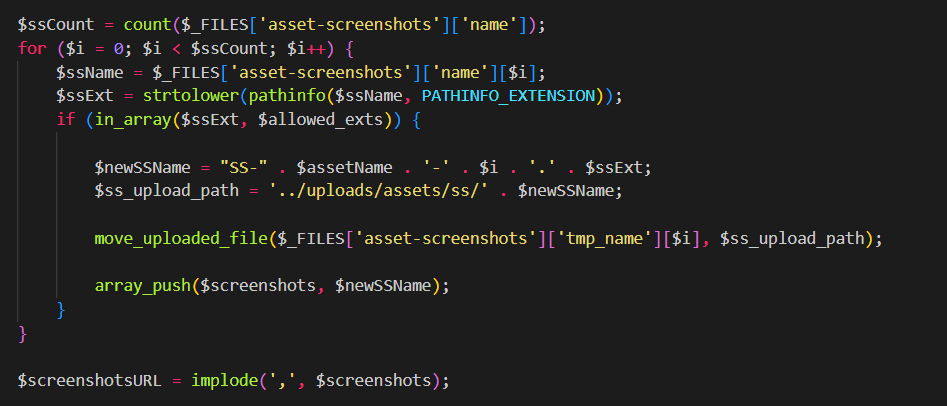 $ssCount = count($_FILES['asset-screenshots']['name']);
for ($i = 0; $i < $ssCount; $i++) {
    $ssName = $_FILES['asset-screenshots']['name'][$i];
    $ssExt = strtolower(pathinfo($ssName, PATHINFO_EXTENSION));
    if (in_array($ssExt, $allowed_exts)) {
        $newSSName = "SS-" . $assetName . '-' . $i . '.' . $ssExt;
        $ss_upload_path = '../uploads/assets/ss/' . $newSSName;
        move_uploaded_file($_FILES['asset-screenshots']['tmp_name'][$i], $ss_upload_path);
        array_push($screenshots, $newSSName);
    }
}
$screenshotsURL = implode(',', $screenshots);